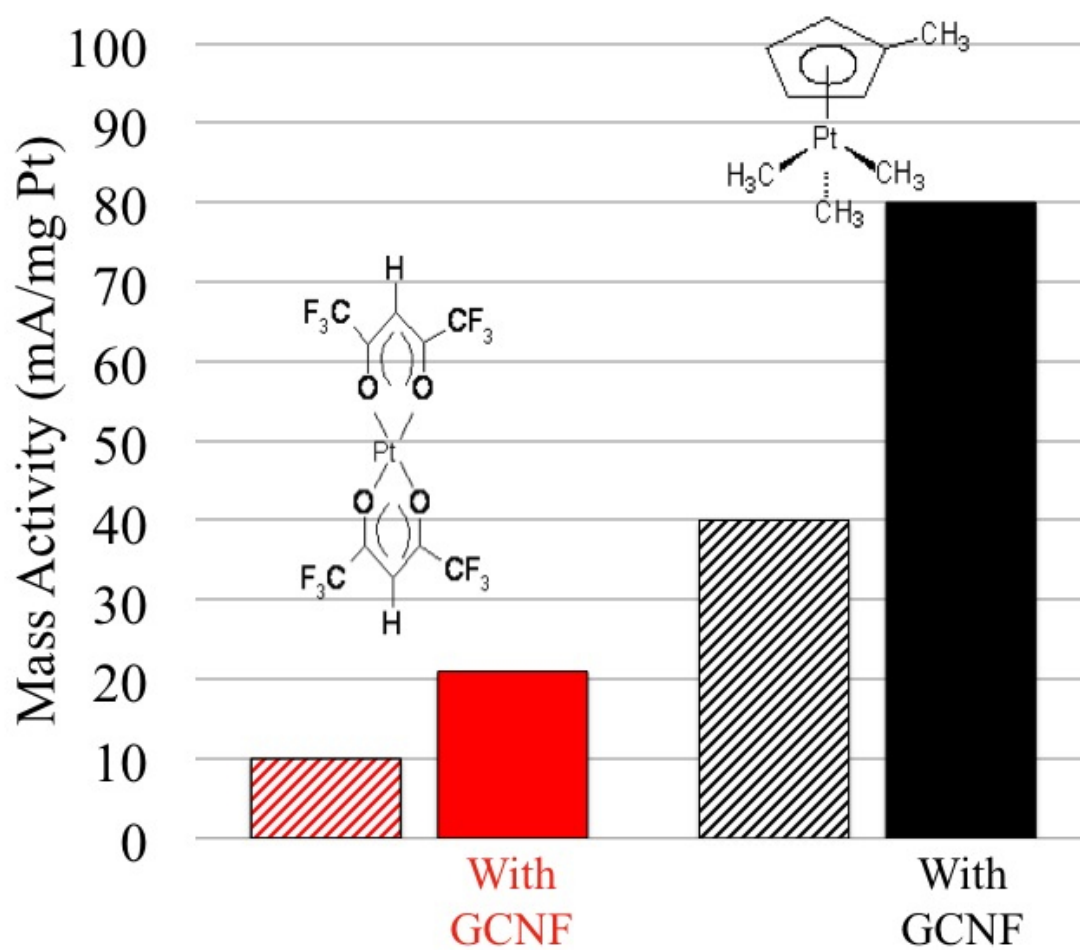 Mass Activity (mA/mg Pt)
100
90
80
70
60
50
40
30
20
10
0
H
F₃C
CF₃
O
O
Pt
O
O
F₃C
CF₃
H
CH₃
Pt
H₃C
CH₃
CH₃
With
GCNF
With
GCNF